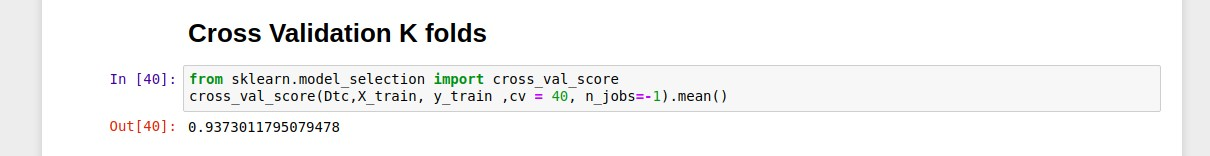 Cross Validation K folds
In [40]: from sklearn.model_selection import cross_val_score
cross_val_score(Dtc,X_train, y_train ,cv = 40, n_jobs=-1).mean()
Out[40]: 0.9373011795079478